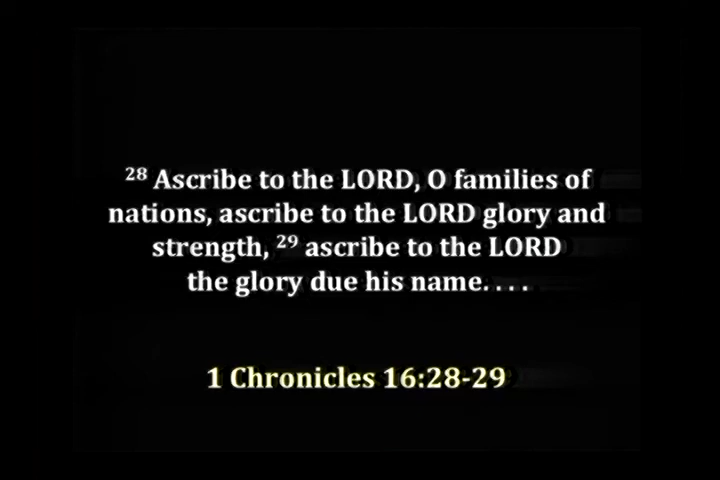 28 Ascribe to the LORD, O families of
nations, ascribe to the LORD glory and
strength, 29 ascribe to the LORD
the glory due his name. . . .
1 Chronicles 16:28-29